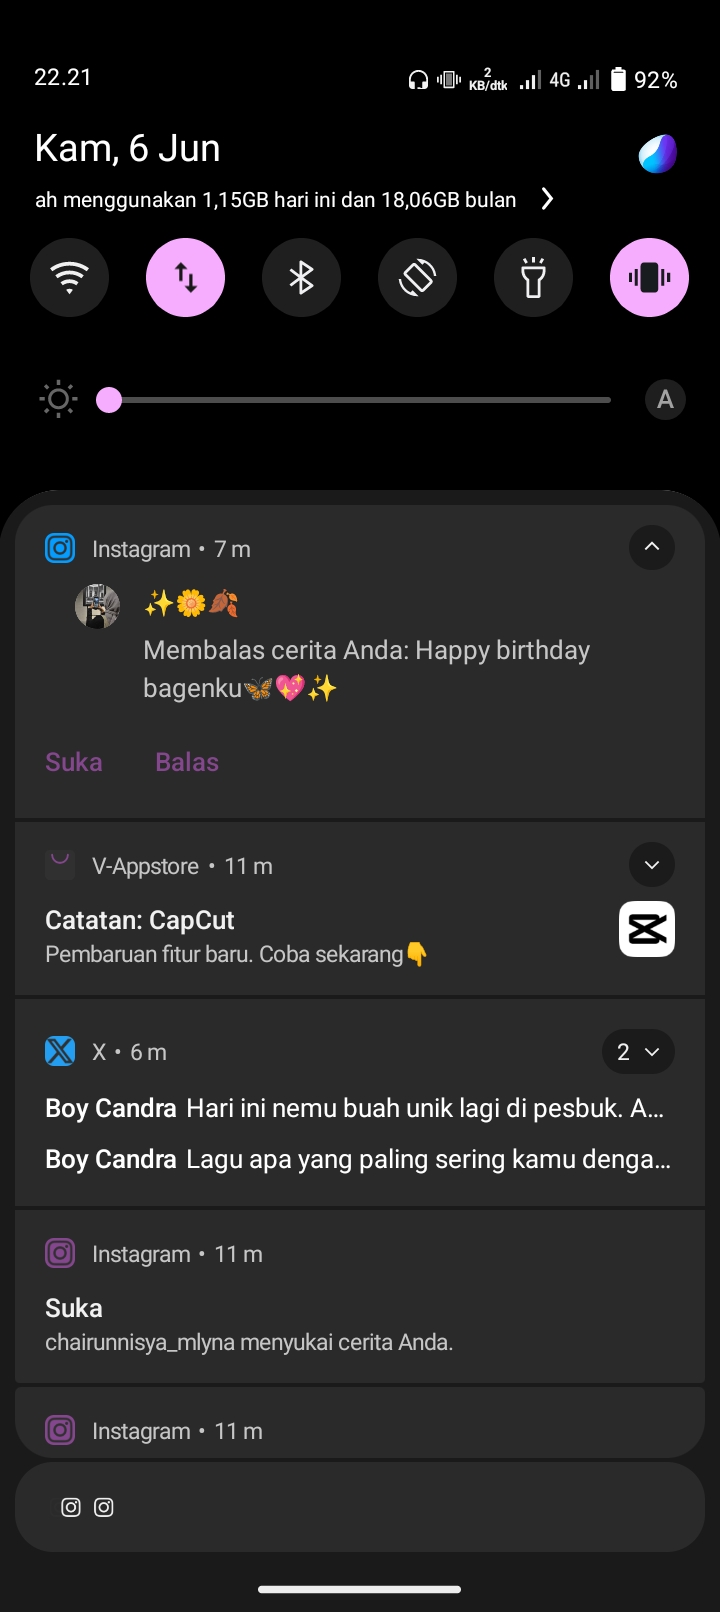 22.21
2
KB/dtk
4G
92%
Kam, 6 Jun
ah menggunakan 1,15GB hari ini dan 18,06GB bulan
A
Instagram • 7 m
✨🌼🍂
Membalas cerita Anda: Happy birthday
bagenku🦋💖✨
Suka Balas
V-Appstore • 11 m
Catatan: CapCut
Pembaruan fitur baru. Coba sekarang👇
X • 6 m
2
Boy Candra Hari ini nemu buah unik lagi di pesbuk. A...
Boy Candra Lagu apa yang paling sering kamu denga...
Instagram • 11 m
Suka
chairunnisya_mlyna menyukai cerita Anda.
Instagram • 11 m